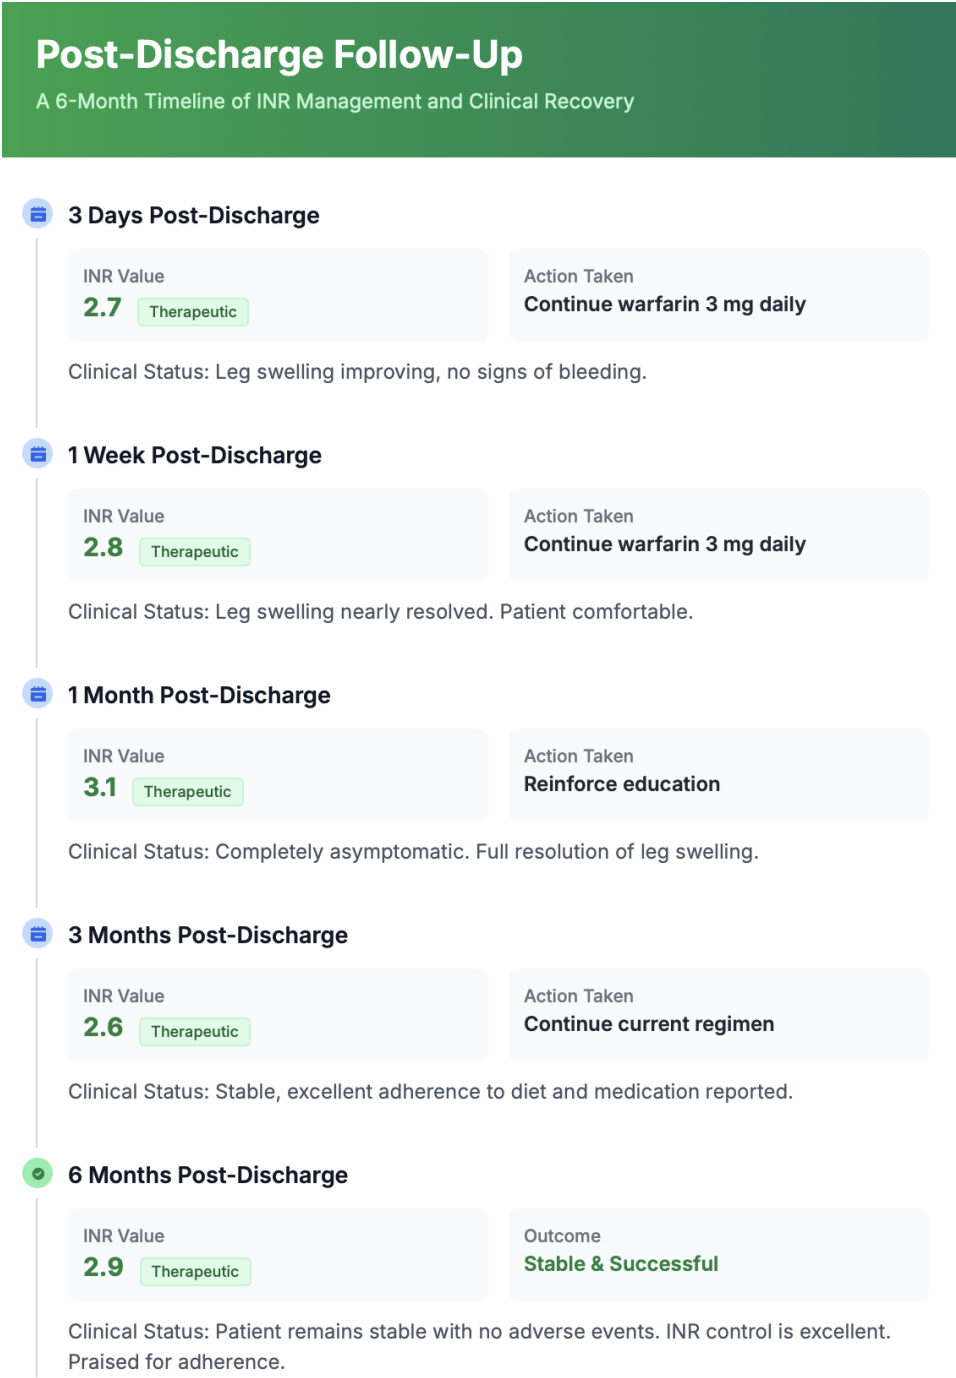 Post-Discharge Follow-Up
A 6-Month Timeline of INR Management and Clinical Recovery
3 Days Post-Discharge
INR Value
2.7 Therapeutic
Action Taken
Continue warfarin 3 mg daily
Clinical Status: Leg swelling improving, no signs of bleeding.
1 Week Post-Discharge
INR Value
2.8 Therapeutic
Action Taken
Continue warfarin 3 mg daily
Clinical Status: Leg swelling nearly resolved. Patient comfortable.
1 Month Post-Discharge
INR Value
3.1 Therapeutic
Action Taken
Reinforce education
Clinical Status: Completely asymptomatic. Full resolution of leg swelling.
3 Months Post-Discharge
INR Value
2.6 Therapeutic
Action Taken
Continue current regimen
Clinical Status: Stable, excellent adherence to diet and medication reported.
6 Months Post-Discharge
INR Value
2.9 Therapeutic
Outcome
Stable & Successful
Clinical Status: Patient remains stable with no adverse events. INR control is excellent.
Praised for adherence.